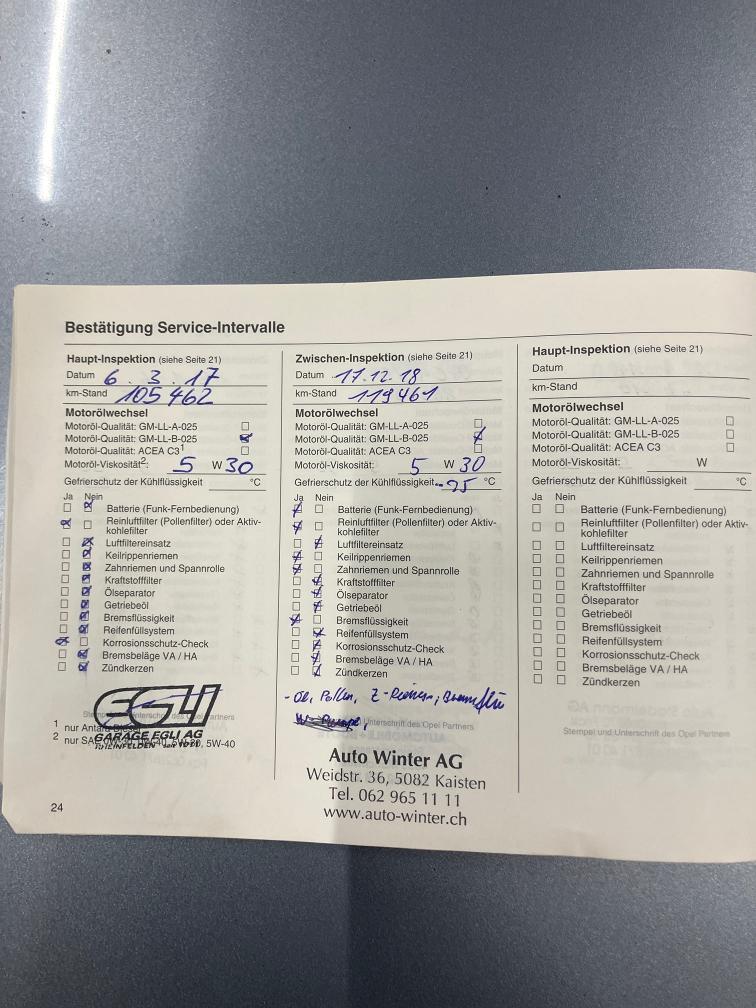 Bestätigung Service-Intervalle
Haupt-Inspektion (siehe Seite 21)
Datum 6.3.17
km-Stand 105462
Motorölwechsel
Motoröl-Qualität: GM-LL-A-025
Motoröl-Qualität: GM-LL-B-025
Motoröl-Qualität: ACEA C3¹
Motoröl-Viskosität²: 5 W 30
Gefrierschutz der Kühlflüssigkeit °C
Ja Nein
Batterie (Funk-Fernbedienung)
Reinluftfilter (Pollenfilter) oder Aktiv-
kohlefilter
Luftfiltereinsatz
Keilrippenriemen
Zahnriemen und Spannrolle
Kraftstofffilter
Ölseparator
Getriebeöl
Bremsflüssigkeit
Reifenfüllsystem
Korrosionsschutz-Check
Bremsbeläge VA / HA
Zündkerzen
EGLI
GARAGE EGLI AG
RHEINFELDEN
1 nur Antara Diesel
2 nur 5W-40
24
Zwischen-Inspektion (siehe Seite 21)
Datum 17.12.18
km-Stand 119461
Motorölwechsel
Motoröl-Qualität: GM-LL-A-025
Motoröl-Qualität: GM-LL-B-025
Motoröl-Qualität: ACEA C3
Motoröl-Viskosität: 5 W 30
Gefrierschutz der Kühlflüssigkeit -25 °C
Ja Nein
Batterie (Funk-Fernbedienung)
Reinluftfilter (Pollenfilter) oder Aktiv-
kohlefilter
Luftfiltereinsatz
Keilrippenriemen
Zahnriemen und Spannrolle
Kraftstofffilter
Ölseparator
Getriebeöl
Bremsflüssigkeit
Reifenfüllsystem
Korrosionsschutz-Check
Bremsbeläge VA / HA
Zündkerzen
- Oel, Pollen, Z-Riemen, Bremsflü
Unterschrift des Opel Partners
Auto Winter AG
Weidstr. 36, 5082 Kaisten
Tel. 062 965 11 11
www.auto-winter.ch
Haupt-Inspektion (siehe Seite 21)
Datum
km-Stand
Motorölwechsel
Motoröl-Qualität: GM-LL-A-025
Motoröl-Qualität: GM-LL-B-025
Motoröl-Qualität: ACEA C3
Motoröl-Viskosität: W
Gefrierschutz der Kühlflüssigkeit °C
Ja Nein
Batterie (Funk-Fernbedienung)
Reinluftfilter (Pollenfilter) oder Aktiv-
kohlefilter
Luftfiltereinsatz
Keilrippenriemen
Zahnriemen und Spannrolle
Kraftstofffilter
Ölseparator
Getriebeöl
Bremsflüssigkeit
Reifenfüllsystem
Korrosionsschutz-Check
Bremsbeläge VA / HA
Zündkerzen
Stempel und Unterschrift des Opel Partners